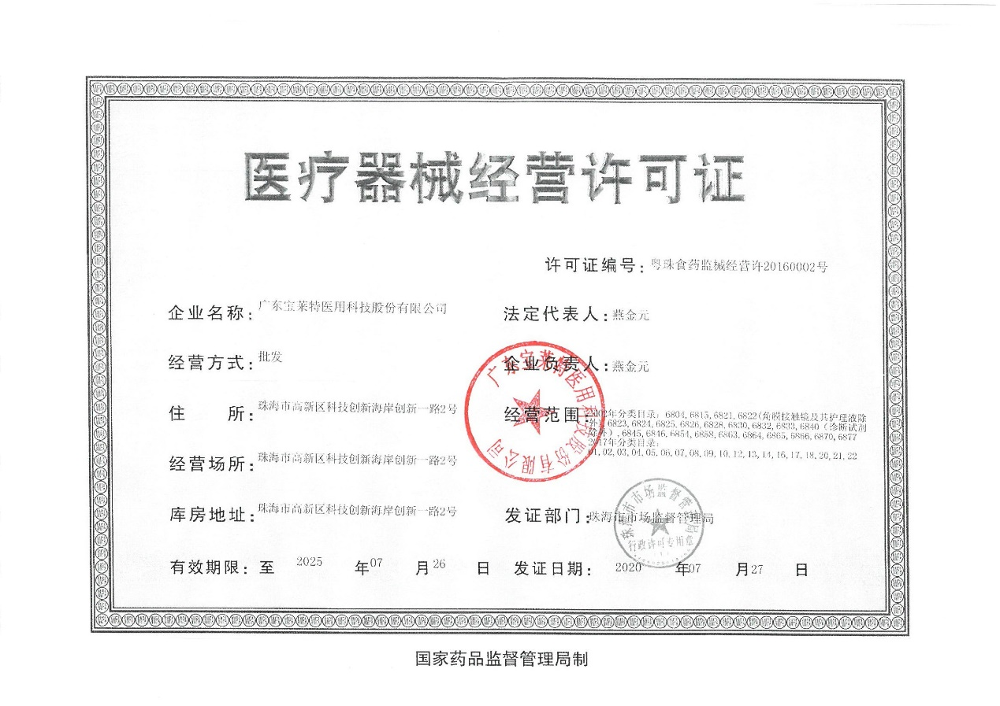 医疗器械经营许可证
许可证编号：粤珠食药监械经营许20160002号
企业名称：广东宝莱特医用科技股份有限公司
法定代表人：燕金元
经营方式：批发
企业负责人：燕金元
住　　所：珠海市高新区科技创新海岸创新一路2号
经营范围：2002年分类目录：6804,6815,6821,6822(角膜接触镜及其护理液除
外),6823,6824,6825,6826,6828,6830,6832,6833,6840（诊断试剂
除外）,6845,6846,6854,6858,6863,6864,6865,6866,6870,6877
2017年分类目录：
01,02,03,04,05,06,07,08,09,10,12,13,14,16,17,18,20,21,22
经营场所：珠海市高新区科技创新海岸创新一路2号
库房地址：珠海市高新区科技创新海岸创新一路2号
发证部门：珠海市市场监督管理局
有效期限：至 2025 年07 月26 日
发证日期：2020 年07 月27 日
广东宝莱特医用科技股份有限公司
珠海市市场监督管理局
行政许可专用章
国家药品监督管理局制